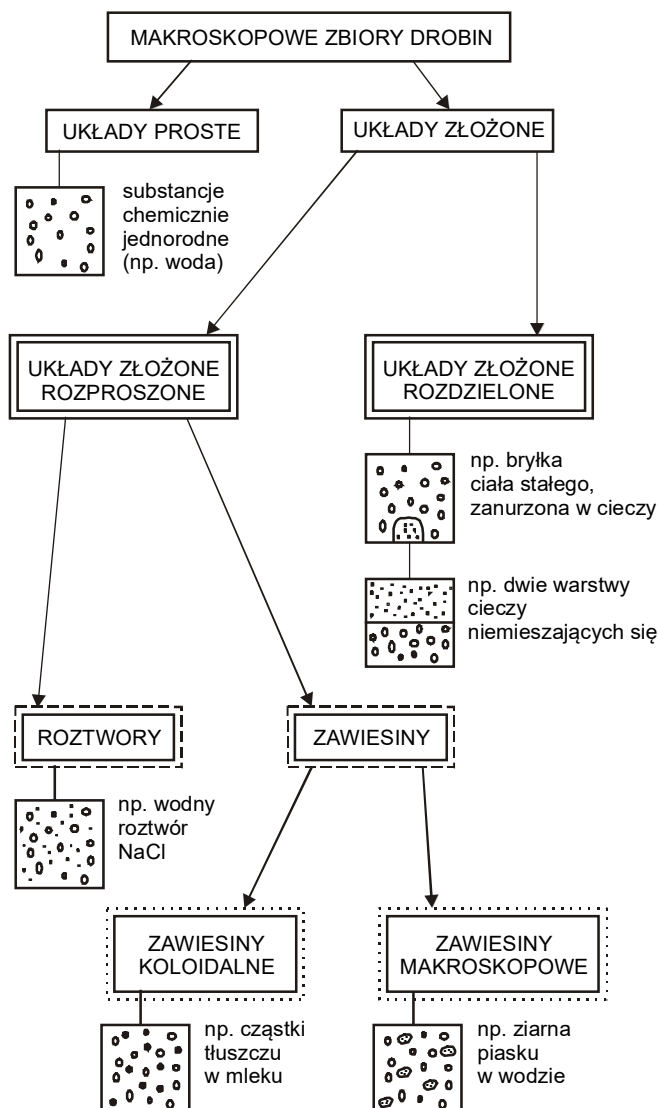 MAKROSKOPOWE ZBIORY DROBIN
UKŁADY PROSTE
UKŁADY ZŁOŻONE
substancje
chemicznie
jednorodne
(np. woda)
UKŁADY ZŁOŻONE
ROZPROSZONE
UKŁADY ZŁOŻONE
ROZDZIELONE
np. bryłka
ciała stałego,
zanurzona w cieczy
np. dwie warstwy
cieczy
niemieszających się
ROZTWORY
ZAWIESINY
np. wodny
roztwór
NaCl
ZAWIESINY
KOLOIDALNE
ZAWIESINY
MAKROSKOPOWE
np. cząstki
tłuszczu
w mleku
np. ziarna
piasku
w wodzie